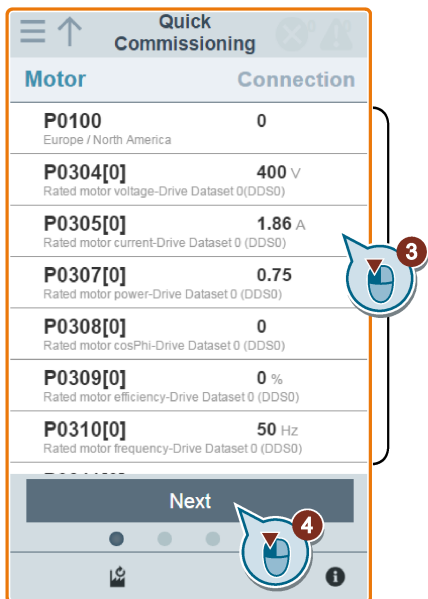 Quick
Commissioning
Motor
Connection
P0100
0
Europe / North America
P0304[0]
400 V
Rated motor voltage-Drive Dataset 0(DDS0)
P0305[0]
1.86 A
Rated motor current-Drive Dataset 0 (DDS0)
P0307[0]
0.75
Rated motor power-Drive Dataset 0 (DDS0)
P0308[0]
0
Rated motor cosPhi-Drive Dataset 0 (DDS0)
P0309[0]
0 %
Rated motor efficiency-Drive Dataset 0 (DDS0)
P0310[0]
50 Hz
Rated motor frequency-Drive Dataset 0 (DDS0)
3
Next
4